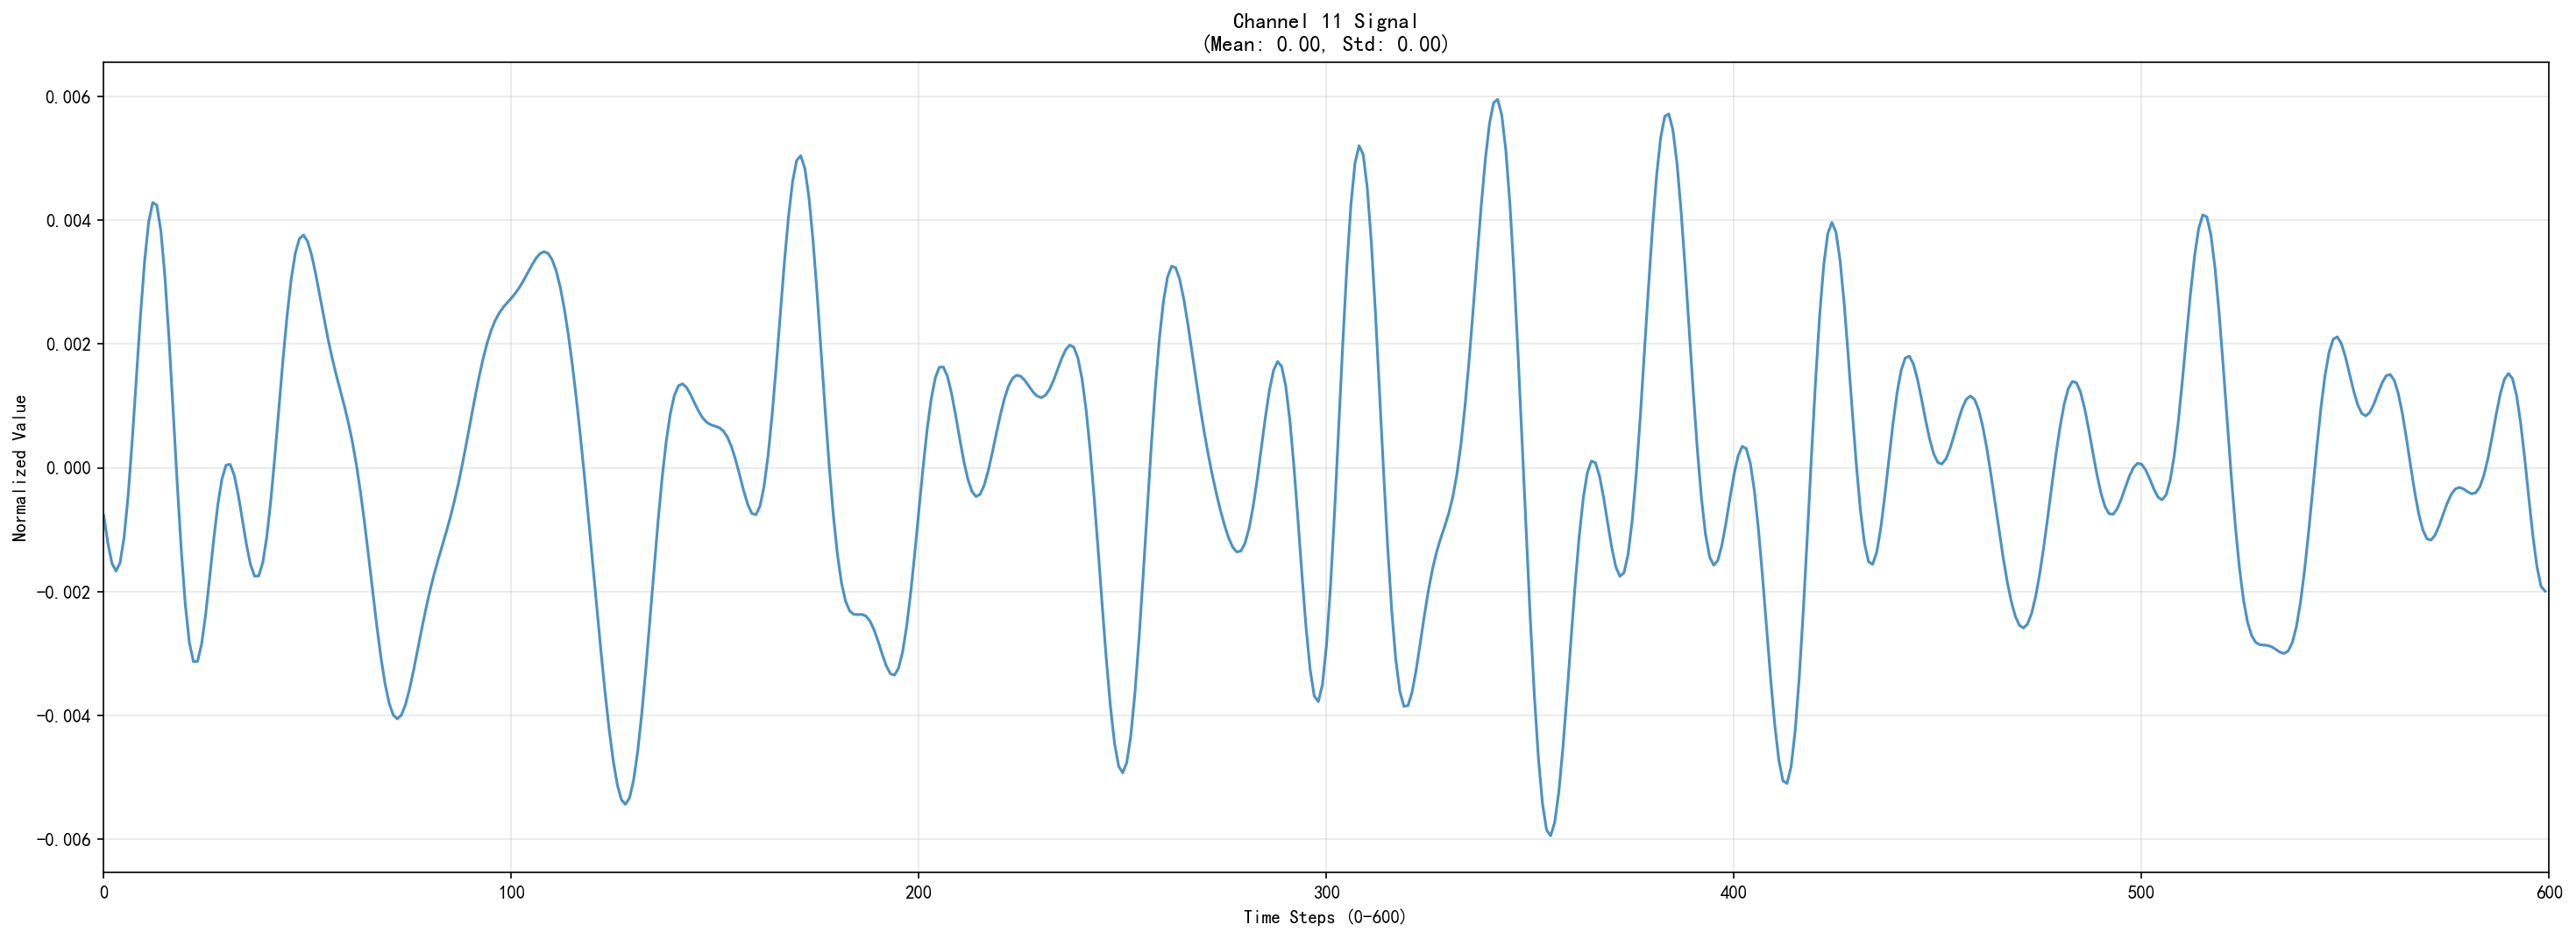 Channel 11 Signal
(Mean: 0.00, Std: 0.00)
Normalized Value
0.006
0.004
0.002
0.000
−0.002
−0.004
−0.006
0 100 200 300 400 500 600
Time Steps (0-600)